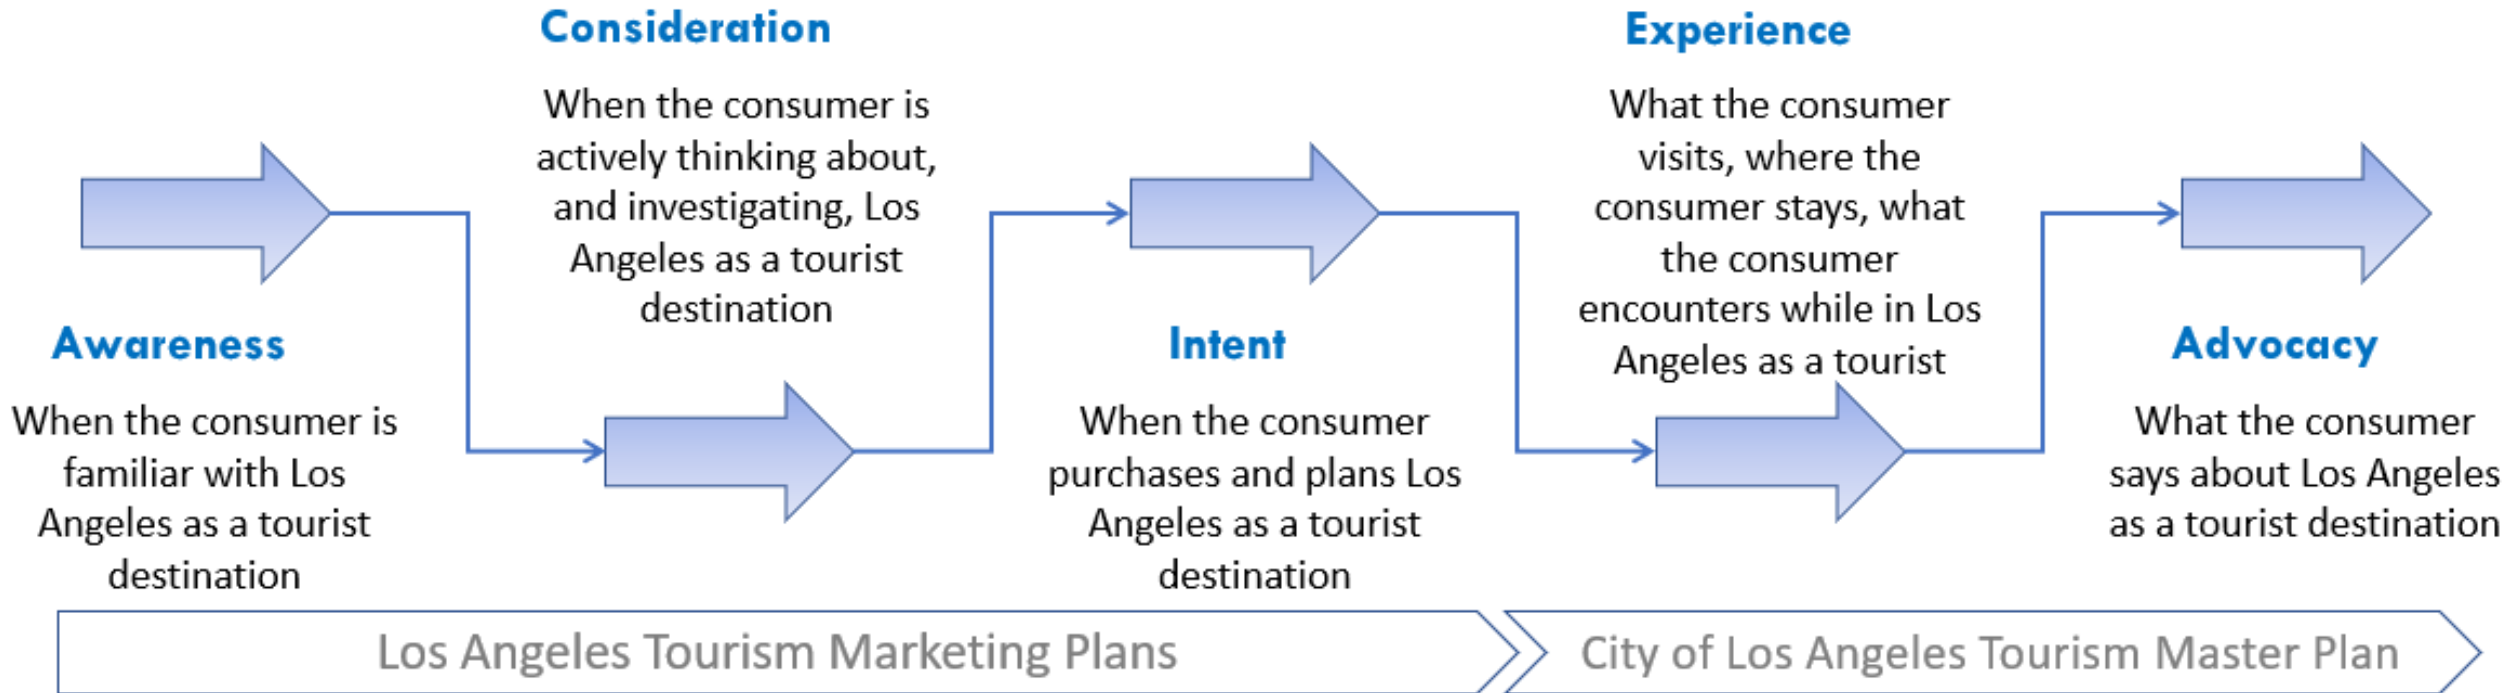 Awareness
When the consumer is
familiar with Los
Angeles as a tourist
destination
Consideration
When the consumer is
actively thinking about,
and investigating, Los
Angeles as a tourist
destination
Intent
When the consumer
purchases and plans Los
Angeles as a tourist
destination
Experience
What the consumer
visits, where the
consumer stays, what
the consumer
encounters while in Los
Angeles as a tourist
Advocacy
What the consumer
says about Los Angeles
as a tourist destination
Los Angeles Tourism Marketing Plans
City of Los Angeles Tourism Master Plan